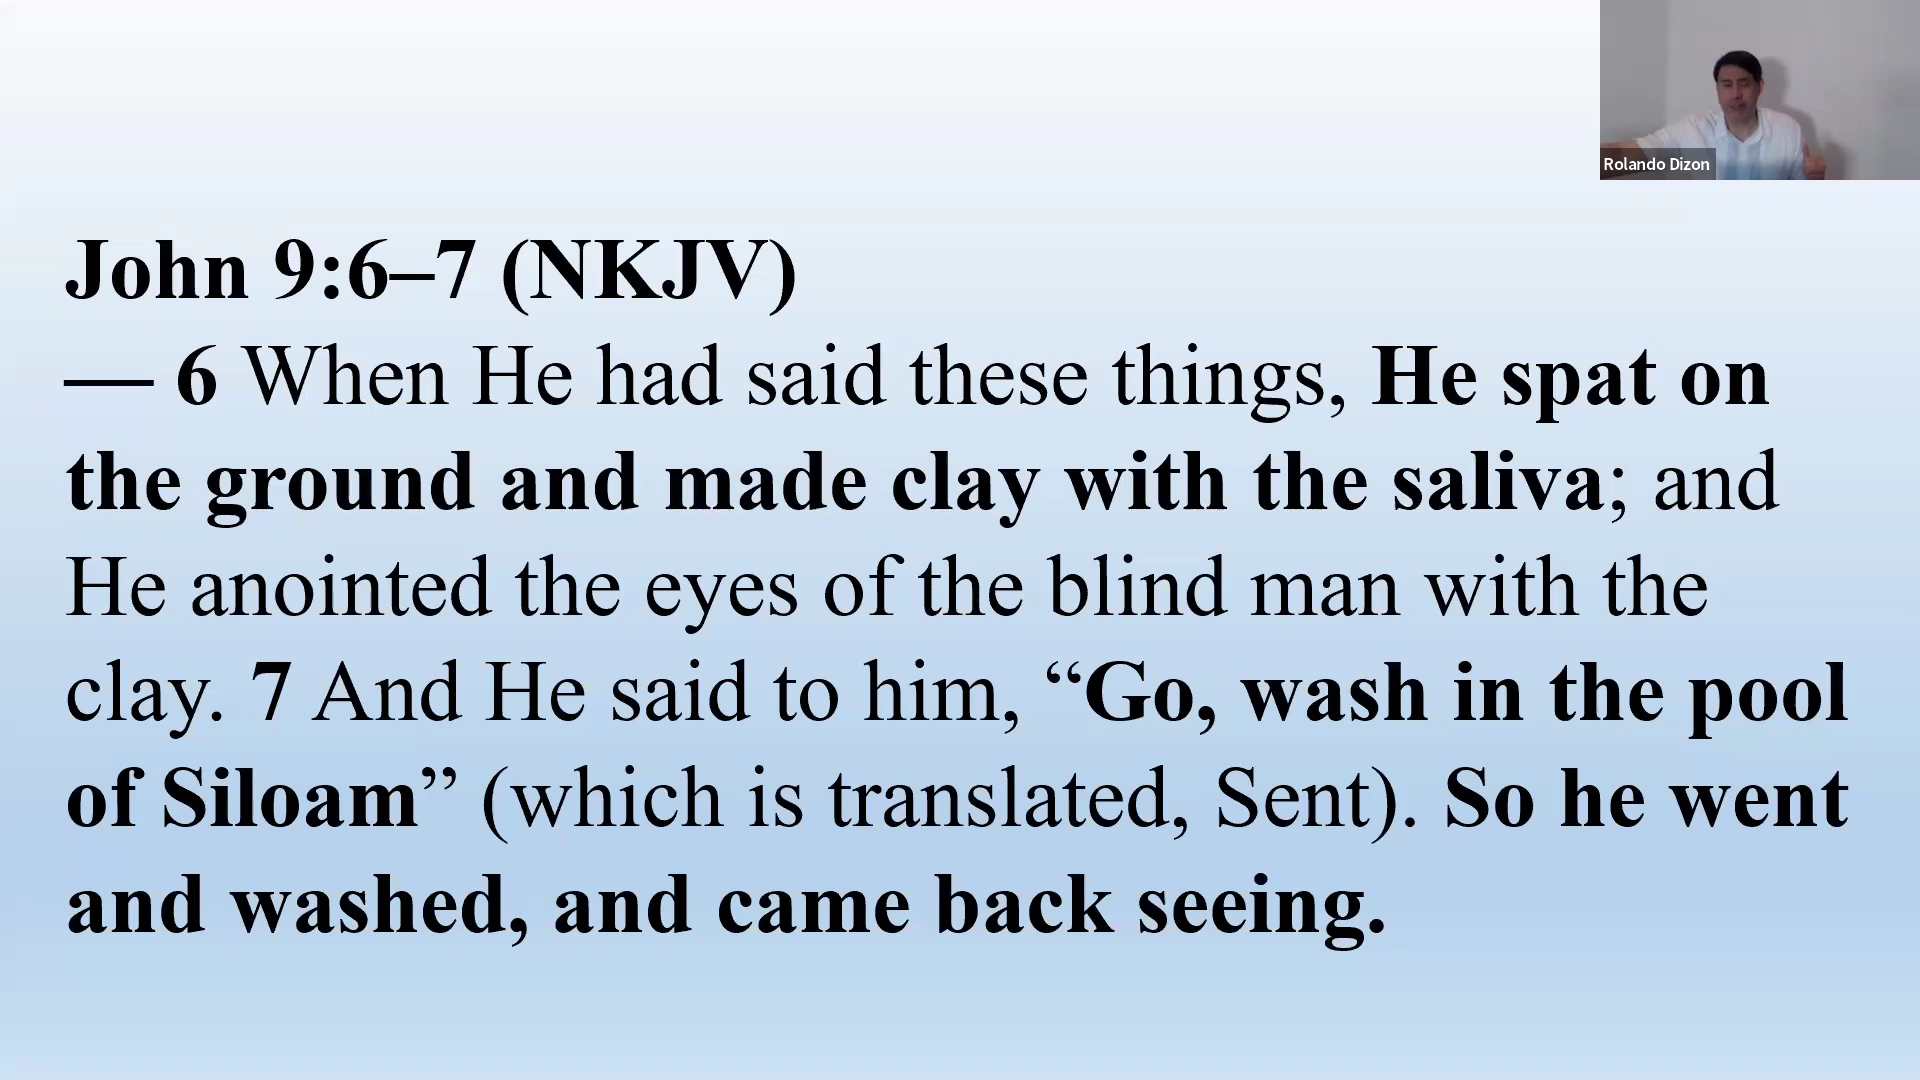 Rolando Dizon
John 9:6–7 (NKJV)
— 6 When He had said these things, He spat on
the ground and made clay with the saliva; and
He anointed the eyes of the blind man with the
clay. 7 And He said to him, “Go, wash in the pool
of Siloam” (which is translated, Sent). So he went
and washed, and came back seeing.